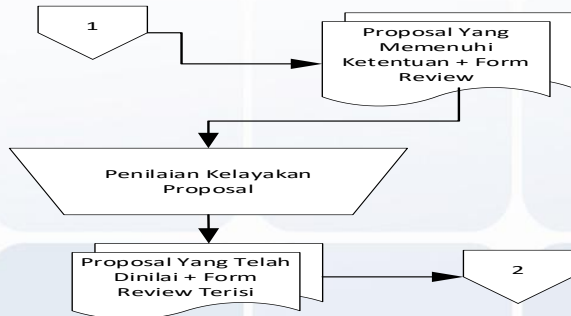 1
Proposal Yang
Memenuhi
Ketentuan + Form
Review
Penilaian Kelayakan
Proposal
Proposal Yang Telah
Dinilai + Form
Review Terisi
2